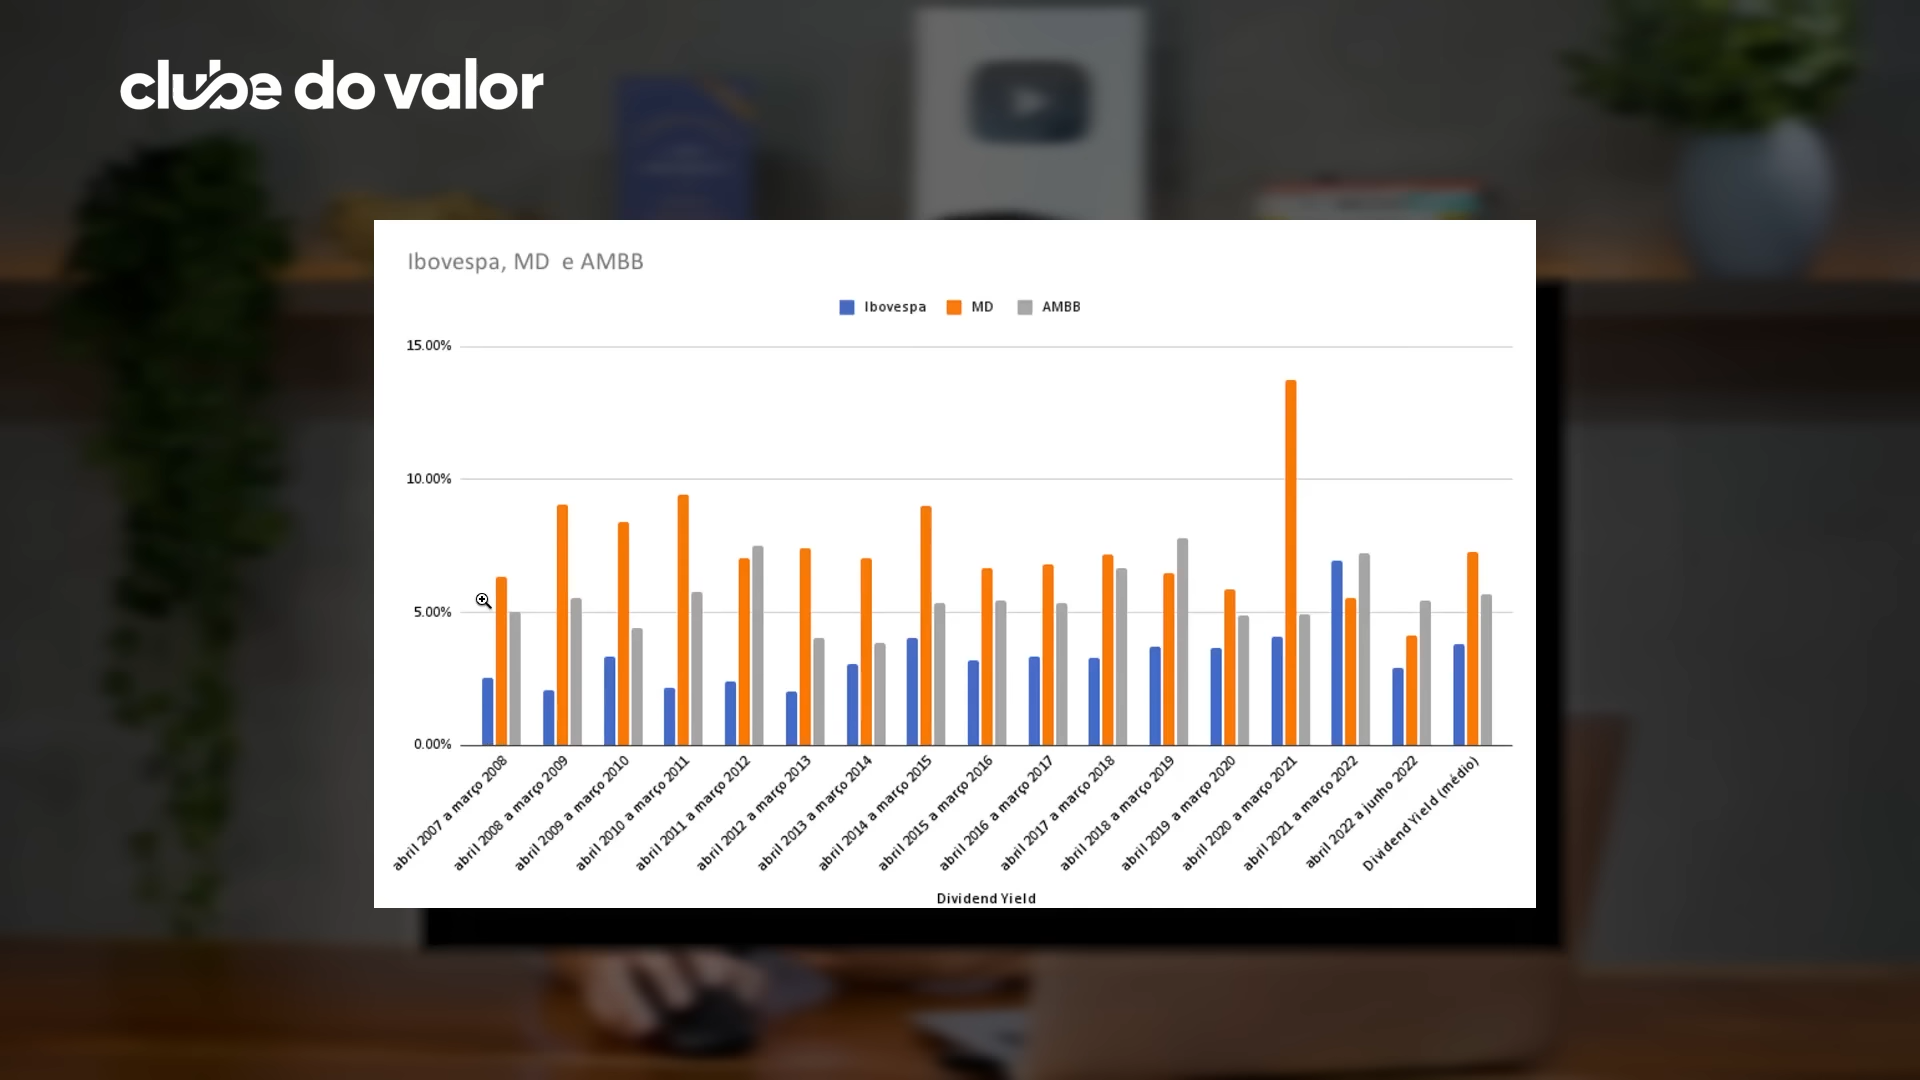 clube do valor
Ibovespa, MD e AMBB
Ibovespa MD AMBB
15.00%
10.00%
5.00%
0.00%
abril 2007 a março 2008
abril 2008 a março 2009
abril 2009 a março 2010
abril 2010 a março 2011
abril 2011 a março 2012
abril 2012 a março 2013
abril 2013 a março 2014
abril 2014 a março 2015
abril 2015 a março 2016
abril 2016 a março 2017
abril 2017 a março 2018
abril 2018 a março 2019
abril 2019 a março 2020
abril 2020 a março 2021
abril 2021 a março 2022
abril 2022 a junho 2022
Dividend Yield (médio)
Dividend Yield